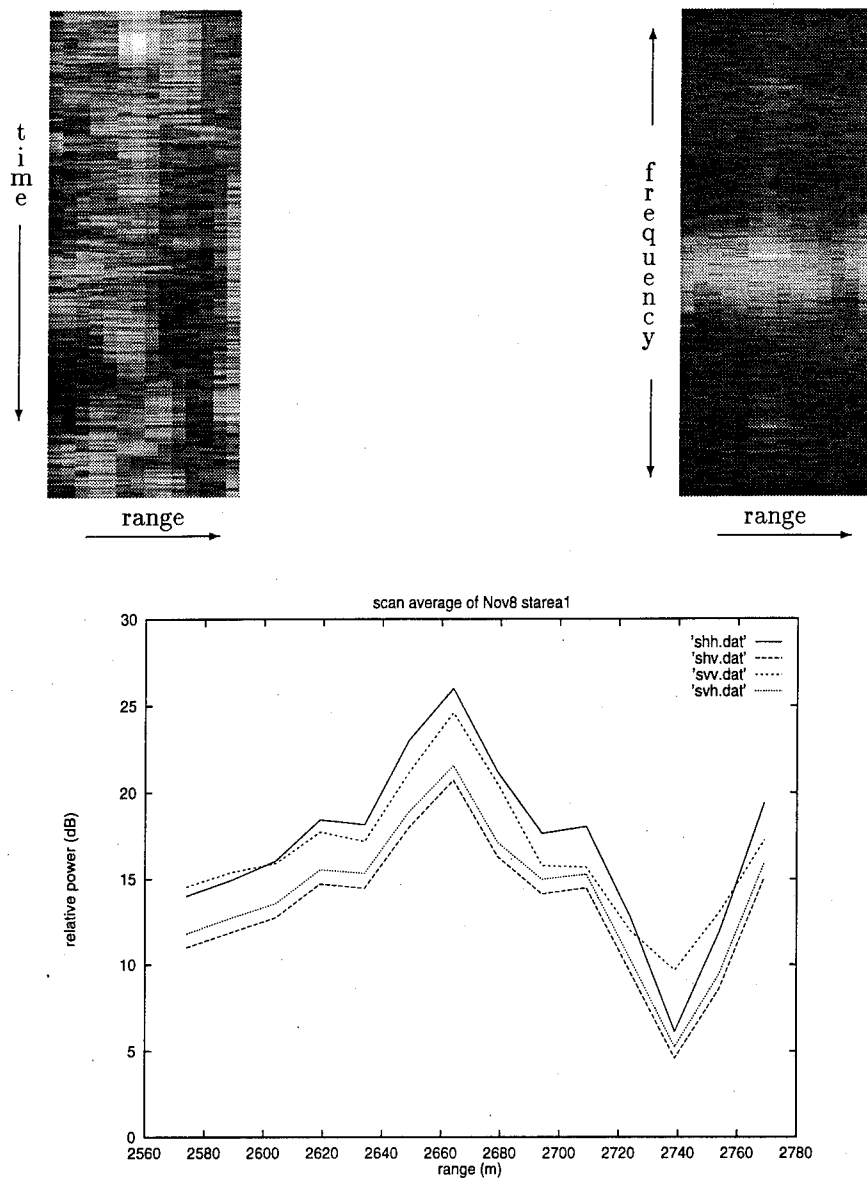 time
frequency
range
range
scan average of Nov8 starea1
30
25
20
15
10
5
0
relative power (dB)
'shh.dat'
'shv.dat'
'svv.dat'
'svh.dat'
2560 2580 2600 2620 2640 2660 2680 2700 2720 2740 2760 2780
range (m)